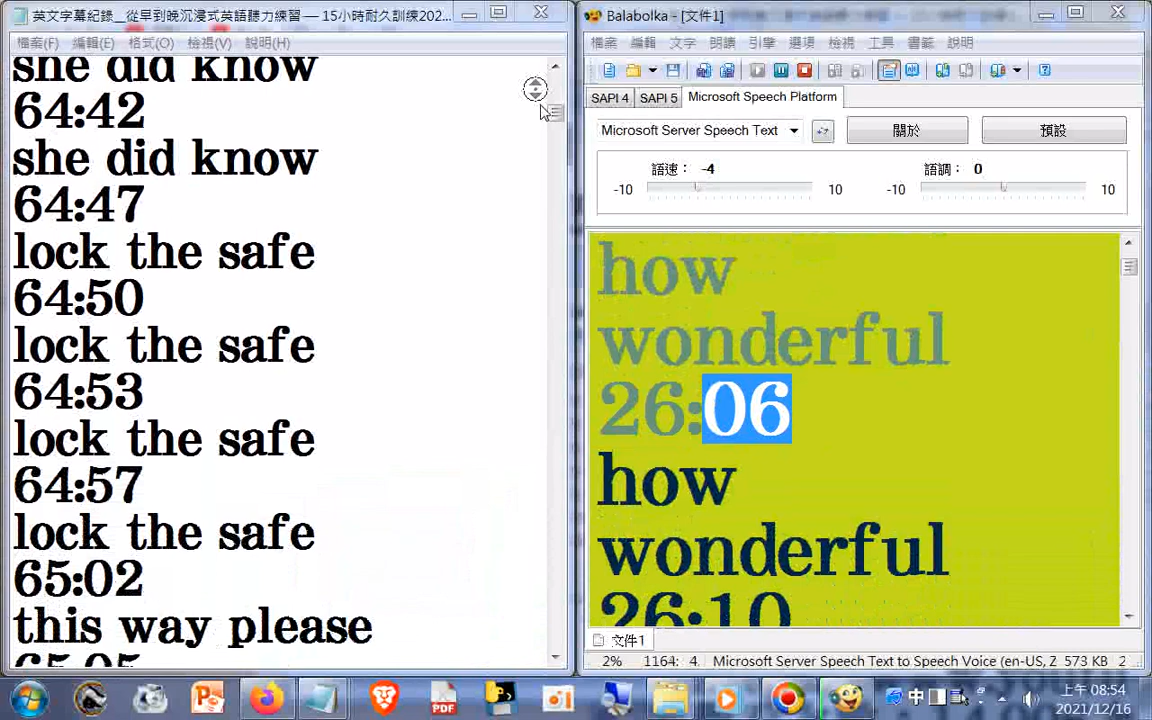 英文字幕紀錄__從早到晚沉浸式英語聽力練習 — 15小時耐久訓練202...
檔案(F) 編輯(E) 格式(O) 檢視(V) 說明(H)
she did know
64:42
she did know
64:47
lock the safe
64:50
lock the safe
64:53
lock the safe
64:57
lock the safe
65:02
this way please
65:05
Balabolka - [文件1]
檔案 編輯 文字 朗讀 引擎 選項 檢視 工具 書籤 說明
SAPI 4 SAPI 5 Microsoft Speech Platform
Microsoft Server Speech Text 關於 預設
語速： -4 語調： 0
-10 10 -10 10
how
wonderful
26:06
how
wonderful
26:10
文件1
2% 1164: 4 Microsoft Server Speech Text to Speech Voice (en-US, Z 573 KB 2
PDF 中 上午 08:54
2021/12/16